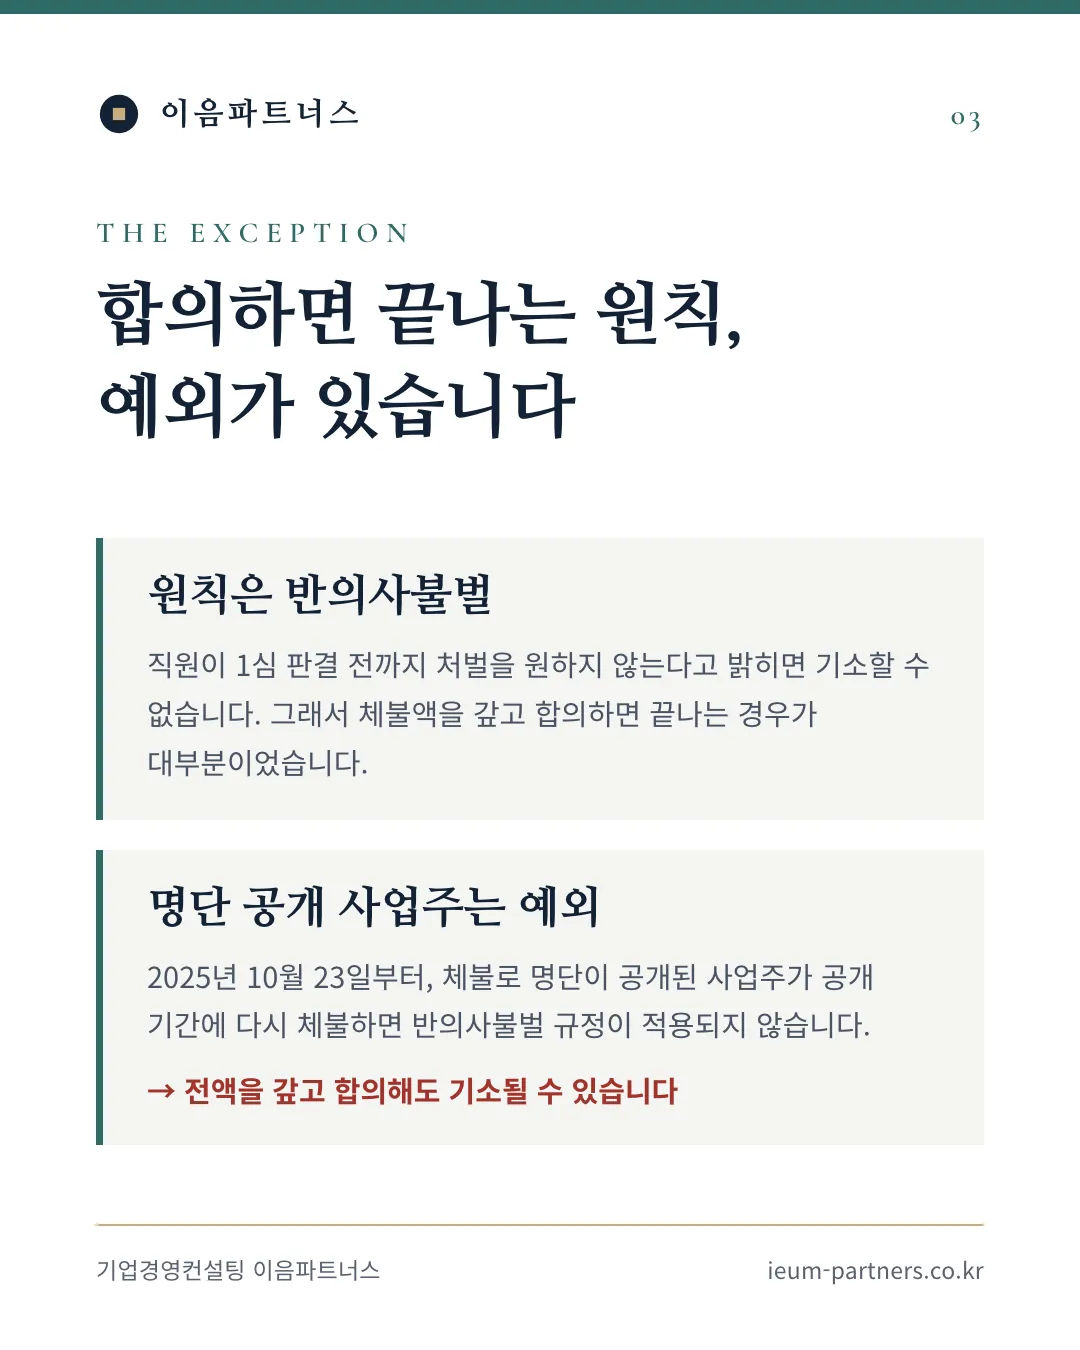 이음파트너스
03
THE EXCEPTION
합의하면 끝나는 원칙,
예외가 있습니다
원칙은 반의사불벌
직원이 1심 판결 전까지 처벌을 원하지 않는다고 밝히면 기소할 수
없습니다. 그래서 체불액을 갚고 합의하면 끝나는 경우가
대부분이었습니다.
명단 공개 사업주는 예외
2025년 10월 23일부터, 체불로 명단이 공개된 사업주가 공개
기간에 다시 체불하면 반의사불벌 규정이 적용되지 않습니다.
→ 전액을 갚고 합의해도 기소될 수 있습니다
기업경영컨설팅 이음파트너스
ieum-partners.co.kr